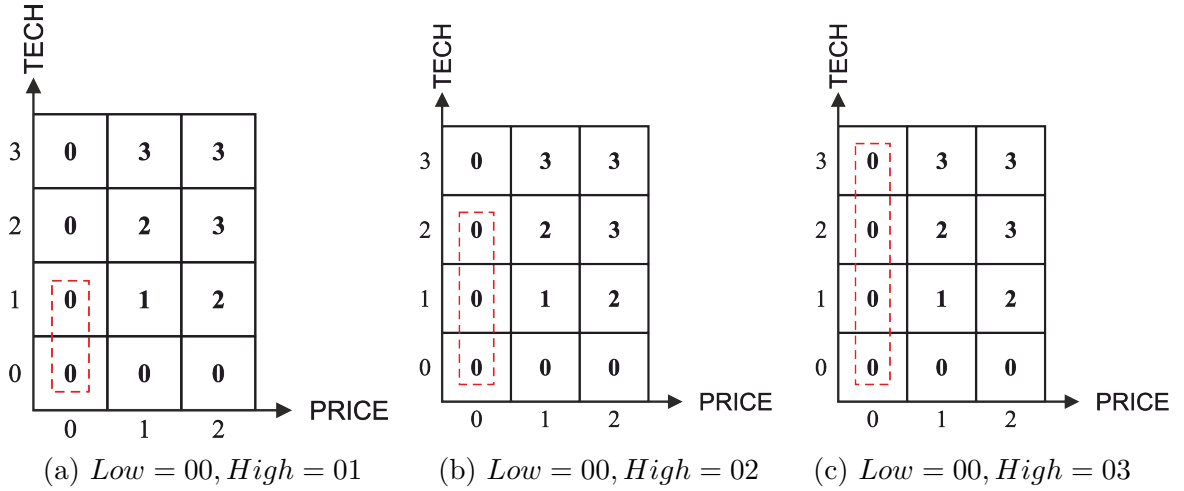 TECH
3 0 3 3
2 0 2 3
1 0 1 2
0 0 0 0
PRICE
0 1 2
(a) Low = 00, High = 01
TECH
3 0 3 3
2 0 2 3
1 0 1 2
0 0 0 0
PRICE
0 1 2
(b) Low = 00, High = 02
TECH
3 0 3 3
2 0 2 3
1 0 1 2
0 0 0 0
PRICE
0 1 2
(c) Low = 00, High = 03